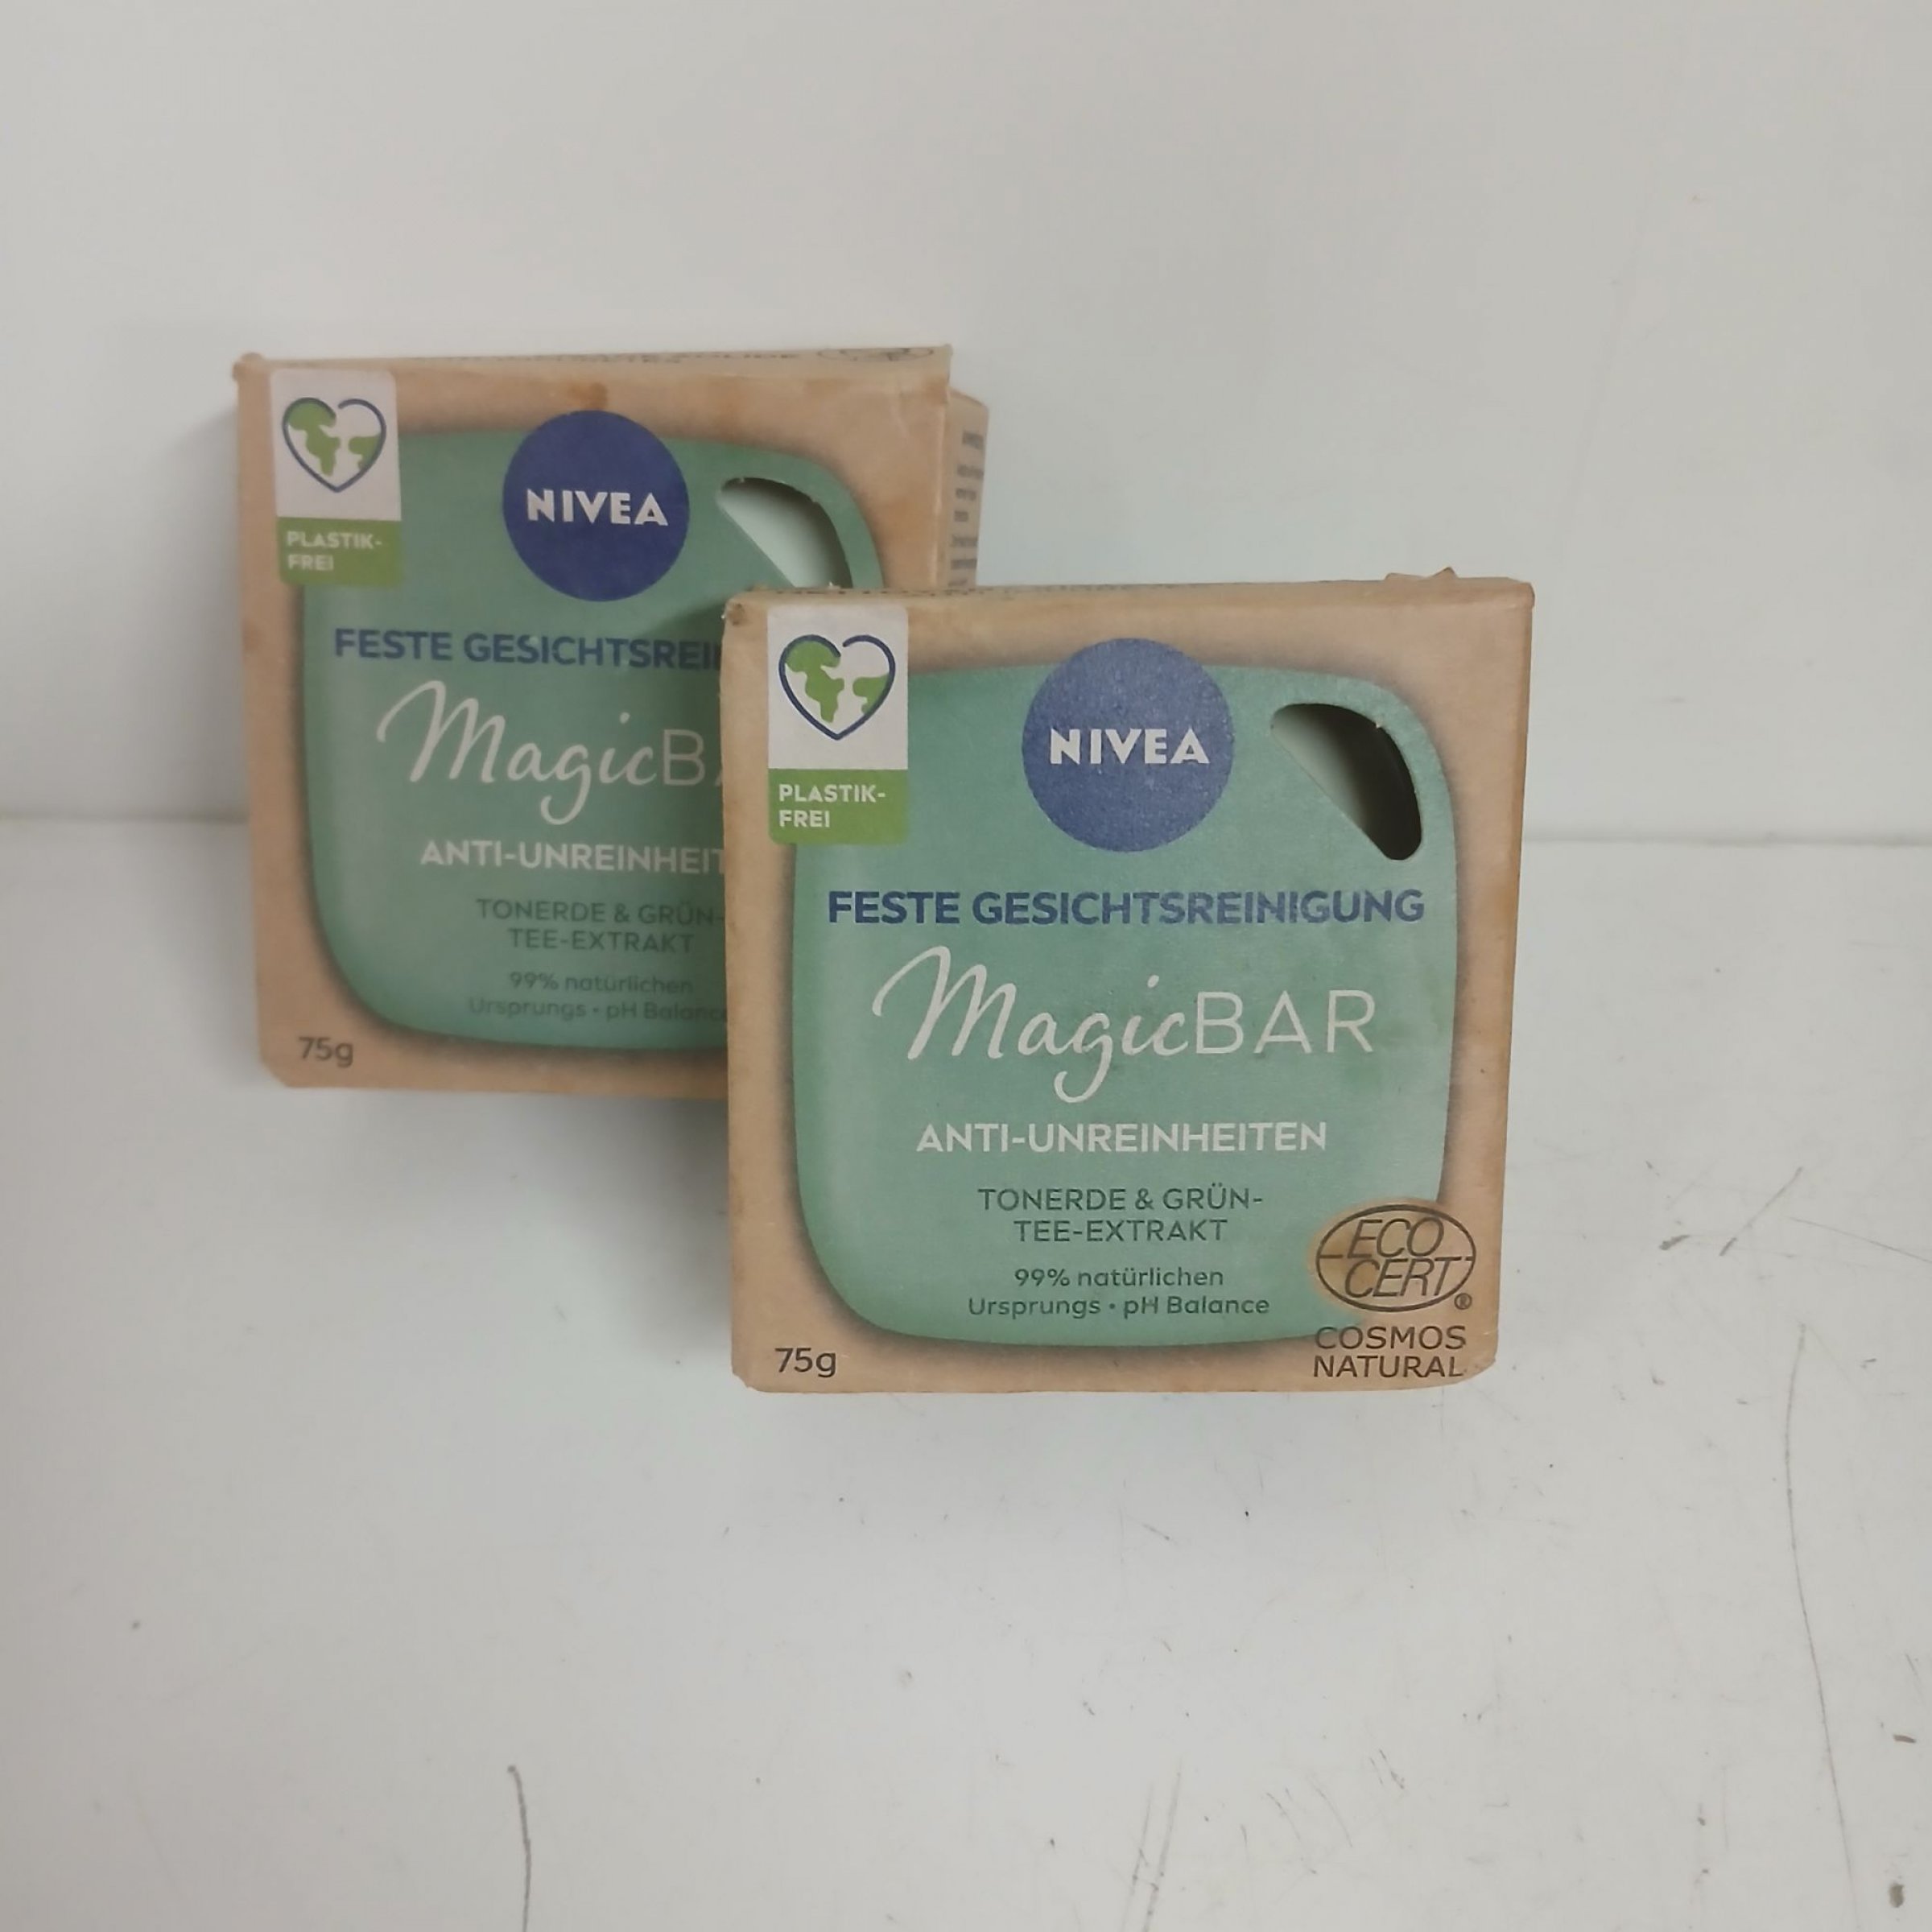 PLASTIK-
FREI
NIVEA
FESTE GESICHTSREI
MagicB
ANTI-UNREINHEIT
TONERDE & GRÜN-
TEE-EXTRAKT
99% natürlichen
Ursprungs • pH Balance
75g
PLASTIK-
FREI
NIVEA
FESTE GESICHTSREINIGUNG
MagicBAR
ANTI-UNREINHEITEN
TONERDE & GRÜN-
TEE-EXTRAKT
99% natürlichen
Ursprungs • pH Balance
75g
ECO
CERT®
COSMOS
NATURAL